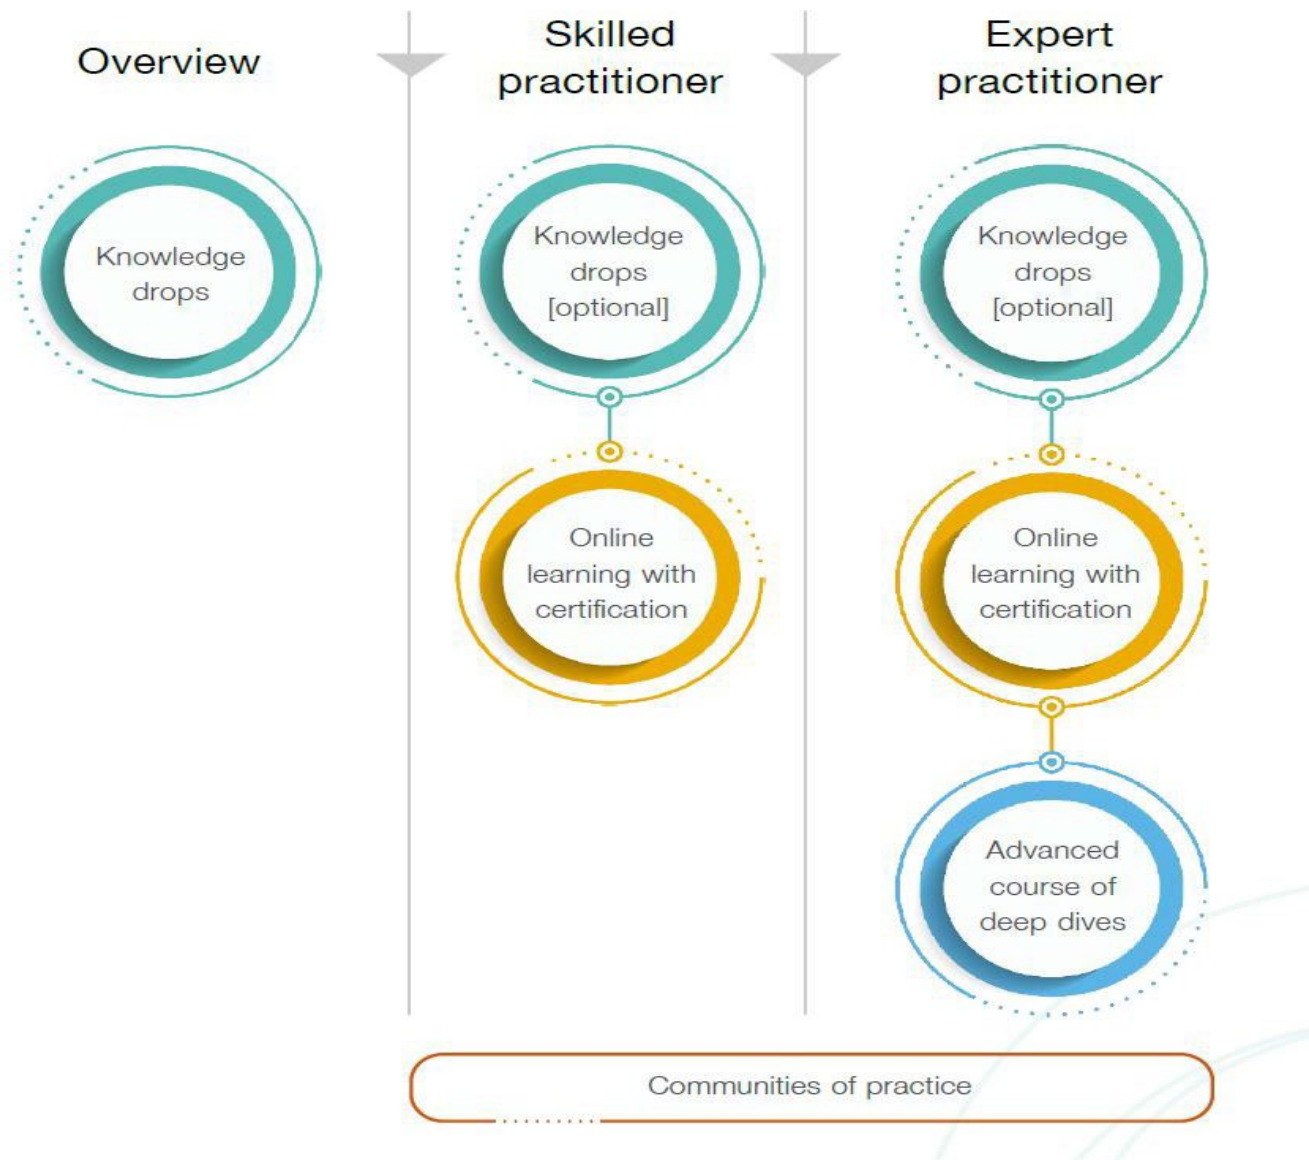 Overview
Skilled
practitioner
Expert
practitioner
Knowledge
drops
Knowledge
drops
[optional]
Knowledge
drops
[optional]
Online
learning with
certification
Online
learning with
certification
Advanced
course of
deep dives
Communities of practice